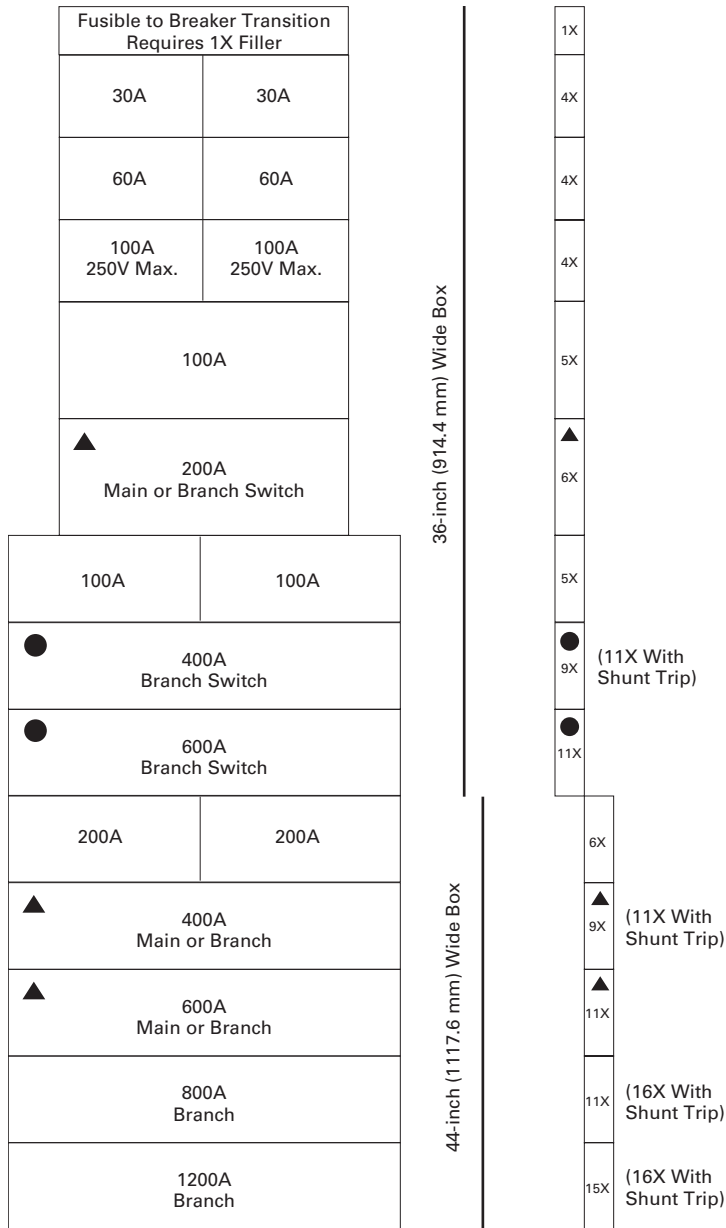 Fusible to Breaker Transition
Requires 1X Filler
1X
30A 30A
4X
60A 60A
4X
100A 100A
250V Max. 250V Max.
4X
100A
5X
200A
Main or Branch Switch
6X
100A 100A
5X
400A
Branch Switch
9X
(11X With
Shunt Trip)
600A
Branch Switch
11X
36-inch (914.4 mm) Wide Box
200A 200A
6X
400A
Main or Branch
9X
(11X With
Shunt Trip)
600A
Main or Branch
11X
800A
Branch
11X
(16X With
Shunt Trip)
1200A
Branch
15X
(16X With
Shunt Trip)
44-inch (1117.6 mm) Wide Box